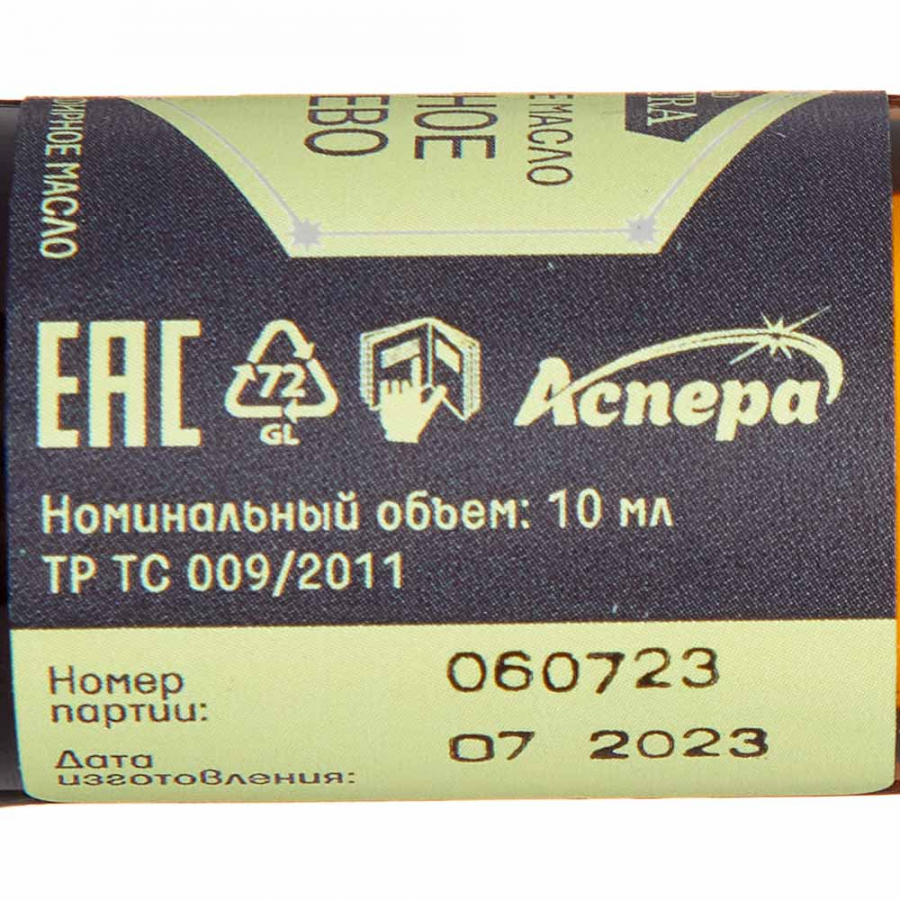 МАСЛО
ЕАС
72
GL
Аспера
Номинальный объем: 10 мл
ТР ТС 009/2011
Номер
партии:
060723
Дата
изготовления:
07 2023